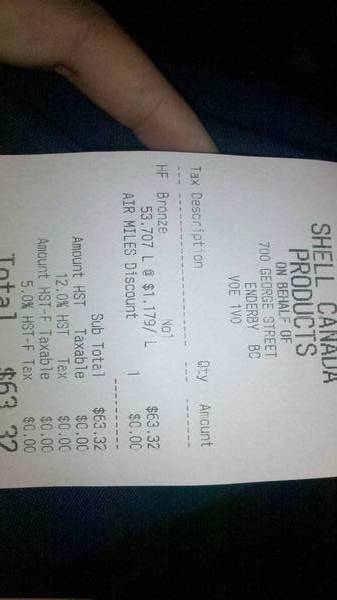 SHELL CANADA
PRODUCTS
ON BEHALF OF
700 GEORGE STREET
ENDERBY BC
V0E 1V0
Tax Description Qty Amount
HF Bronze No1 $63.32
53.707 L @ $1.179/ L
AIR MILES Discount 1 $0.00
Sub Total $63.32
Amount HST Taxable $0.00
12.0% HST Tax $0.00
Amount HST-F Taxable $0.00
5.0% HST-F Tax $0.00
Total $63.32